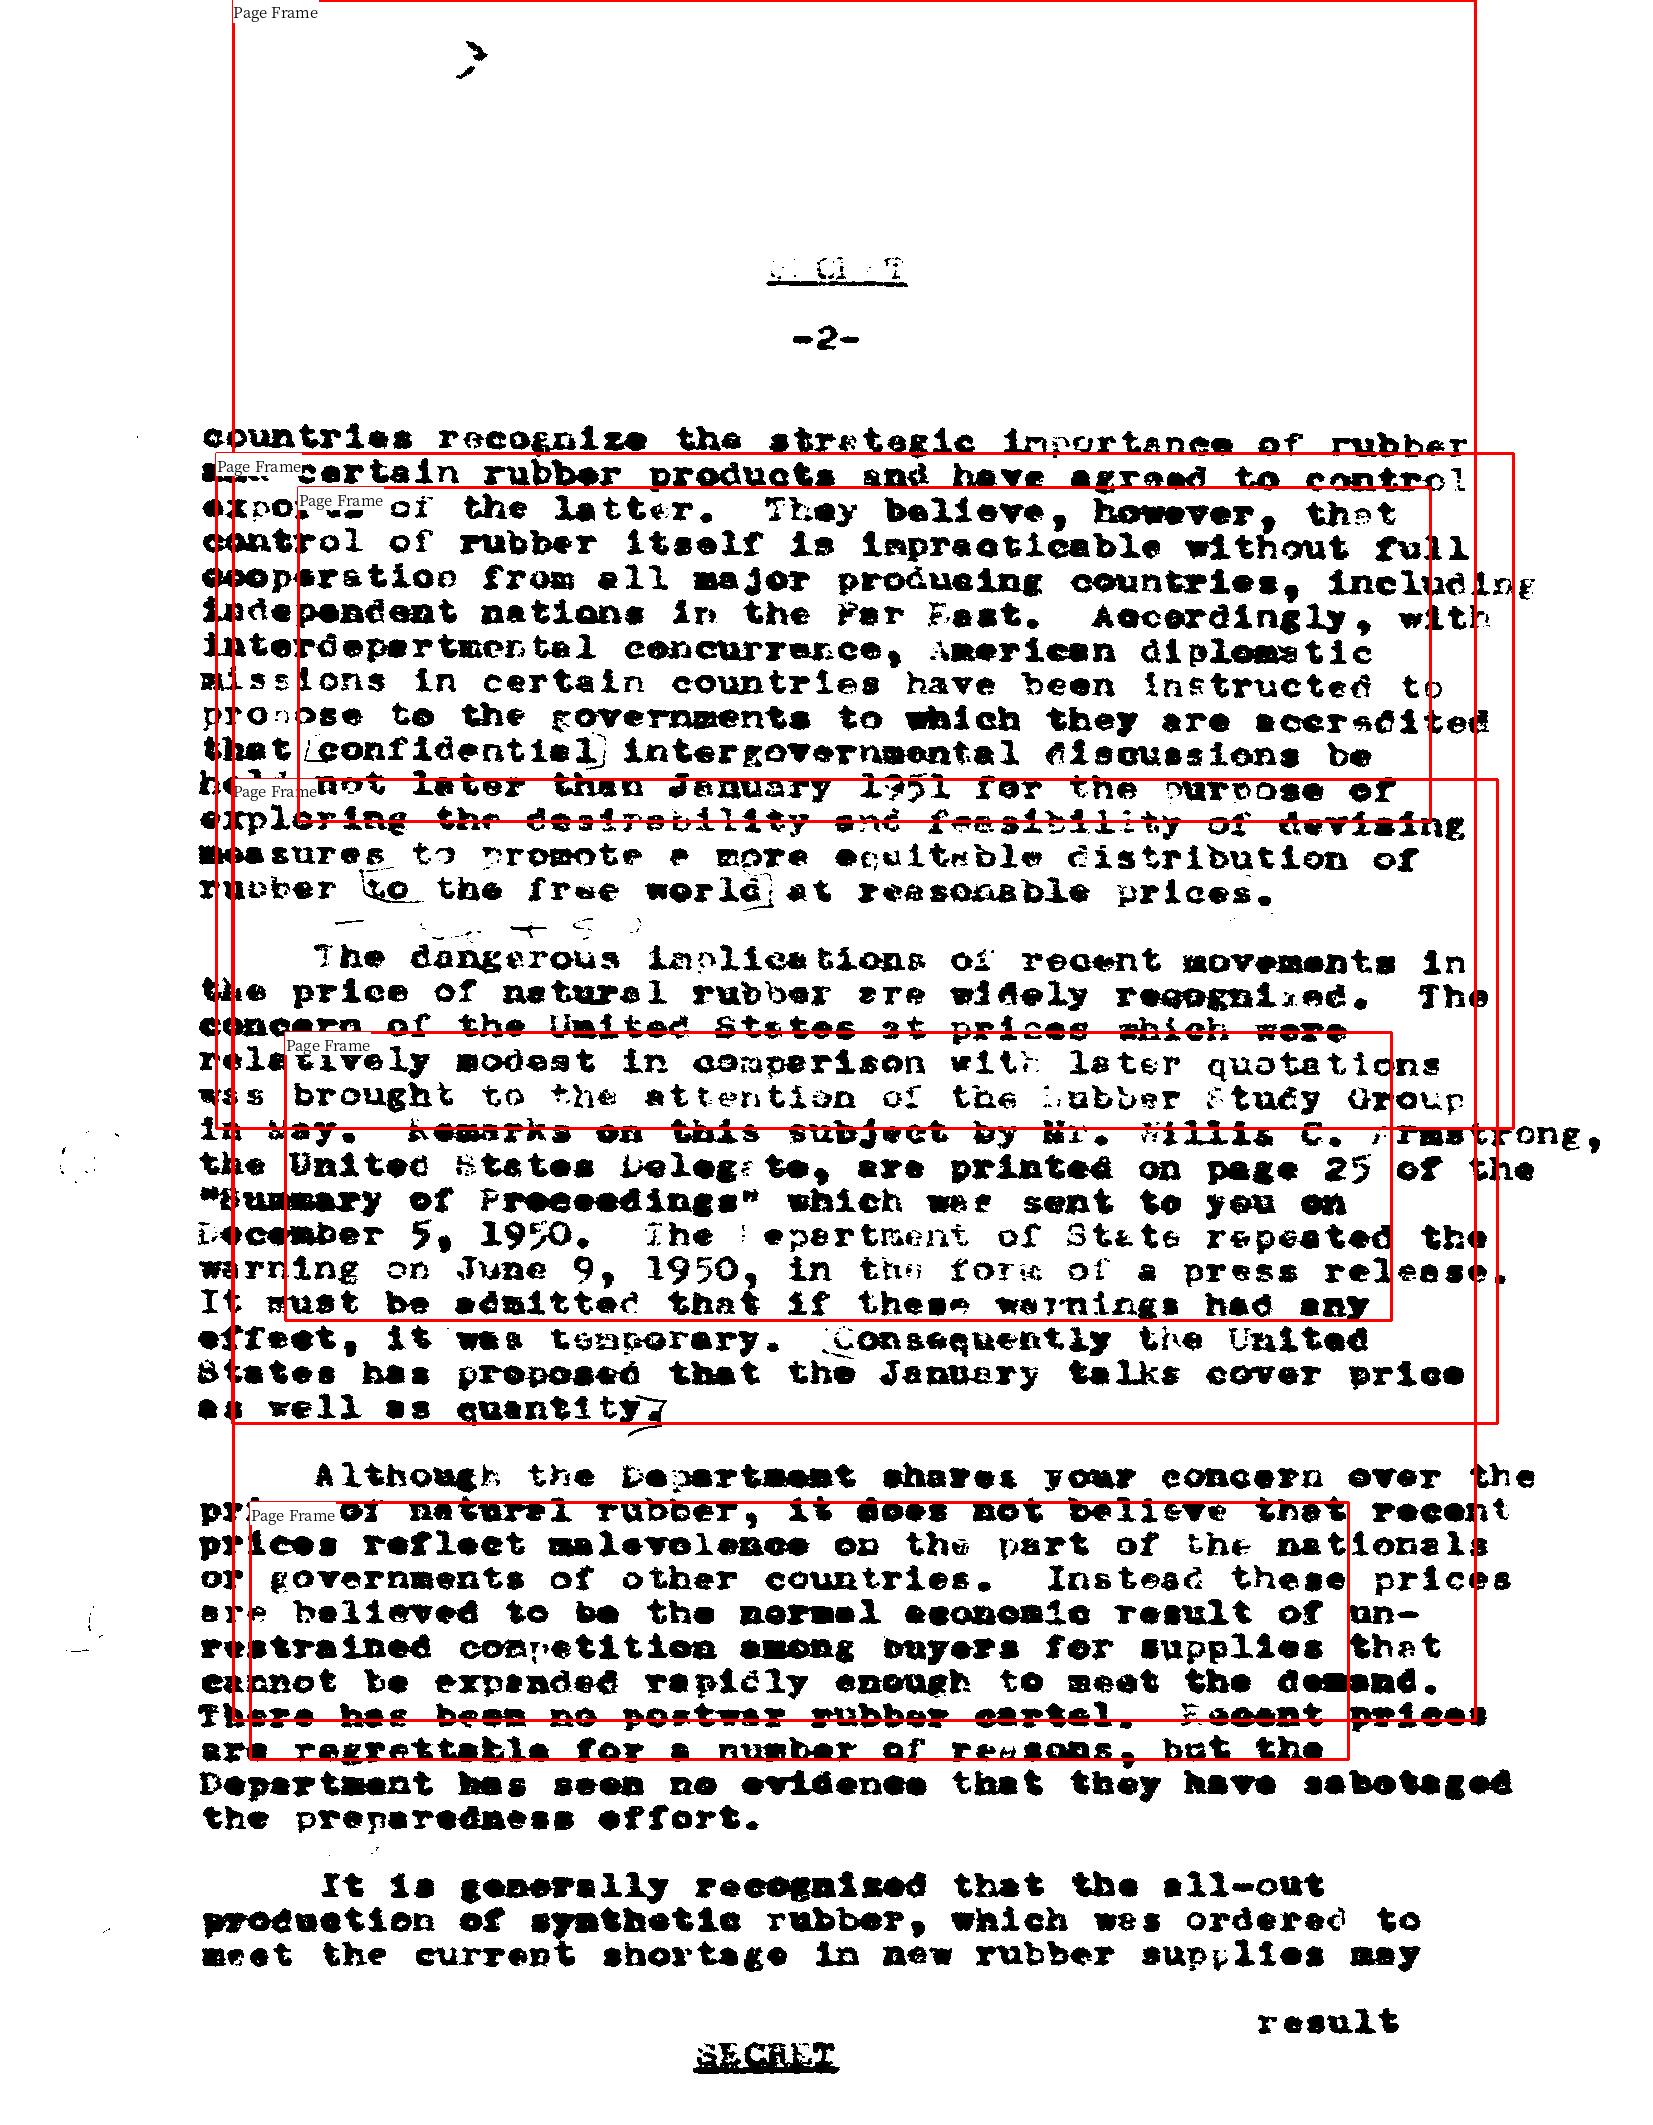 SECRET
-2-
countries recognize the strategic importance of rubber
certain rubber products and have agreed to control
of the latter. They believe, however, that
control of rubber itself is impracticable without full
cooperation from all major producing countries, including
independent nations in the Far East. Accordingly, with
interdepartmental concurrence, American diplomatic
missions in certain countries have been instructed to
propose to the governments to which they are accredited
that [confidential] intergovernmental discussions be
held not later than January 1951 for the purpose of
exploring the desirability and feasibility of devising
measures to promote a more equitable distribution of
rubber [to the free world] at reasonable prices.
The dangerous implications of recent movements in
the price of natural rubber are widely recognized. The
concern of the United States at prices which were
relatively modest in comparison with later quotations
was brought to the attention of the Rubber Study Group
in May. Remarks on this subject by Mr. Willis C. Armstrong,
the United States Delegate, are printed on page 25 of the
"Summary of Proceedings" which was sent to you on
December 5, 1950. The Department of State repeated the
warning on June 9, 1950, in the form of a press release.
It must be admitted that if these warnings had any
effect, it was temporary. [Consequently the United
States has proposed that the January talks cover price
as well as quantity.]
Although the Department shares your concern over the
of natural rubber, it does not believe that recent
prices reflect malevolence on the part of the nationals
or governments of other countries. Instead these prices
are believed to be the normal economic result of un-
restrained competition among buyers for supplies that
cannot be expanded rapidly enough to meet the demand.
There has been no postwar rubber cartel. Recent prices
are regrettable for a number of reasons, but the
Department has seen no evidence that they have sabotaged
the preparedness effort.
It is generally recognized that the all-out
production of synthetic rubber, which was ordered to
meet the current shortage in new rubber supplies may
result
SECRET
Page Frame
Page Frame
Page Frame
Page Frame
Page Frame
Page Frame